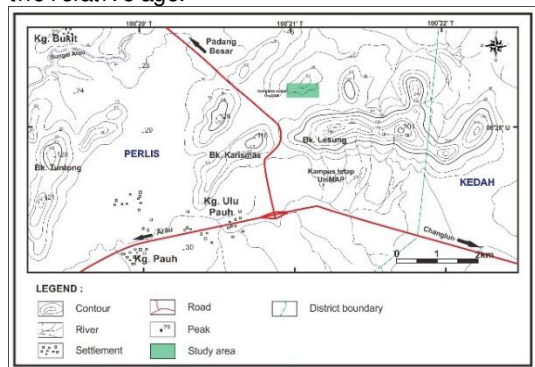 the relative age.
100°20' T
100°21' T
100°22' T
Kg. Bukit
Padang
Besar
PERLIS
Bk. Tuntong
Bk. Karismas
Bk. Lesung
Kampus tetap
UniMAP
KEDAH
Kg. Ulu
Pauh
Arau
Kg. Pauh
Changlun
0 1 2km
LEGEND :
Contour
Road
District boundary
River
Peak
Settlement
Study area